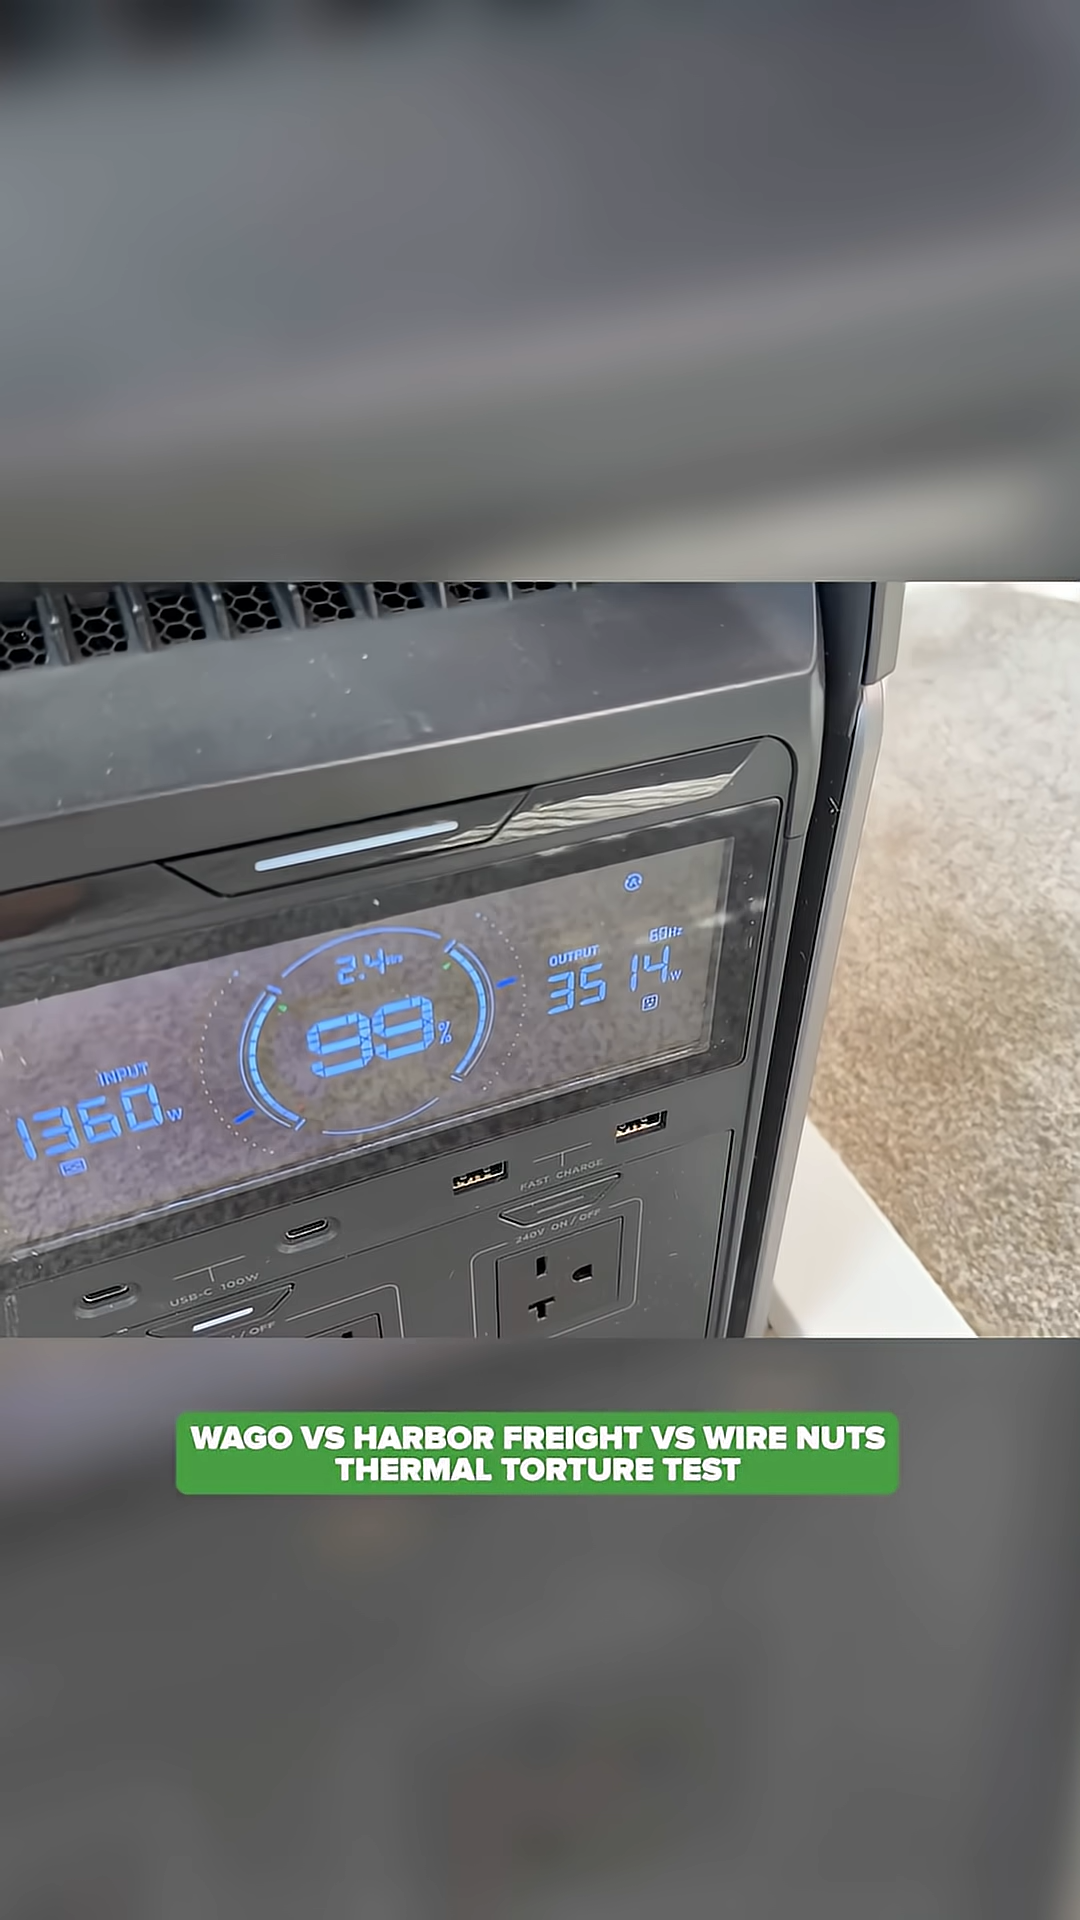 2.4
99%
60Hz
OUTPUT
3514W
INPUT
1360W
FAST CHARGE
240V ON/OFF
USB-C 100W
/OFF
WAGO VS HARBOR FREIGHT VS WIRE NUTS
THERMAL TORTURE TEST